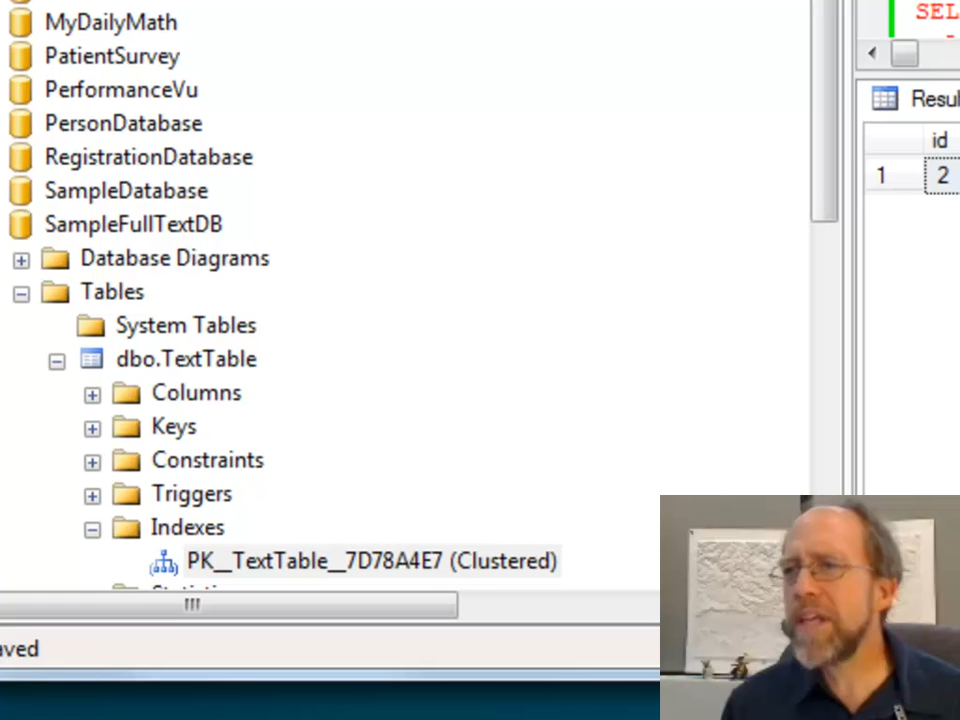 MyDailyMath
PatientSurvey
PerformanceVu
PersonDatabase
RegistrationDatabase
SampleDatabase
SampleFullTextDB
Database Diagrams
Tables
System Tables
dbo.TextTable
Columns
Keys
Constraints
Triggers
Indexes
PK__TextTable__7D78A4E7 (Clustered)
aved
SEL
Resul
id
1 2